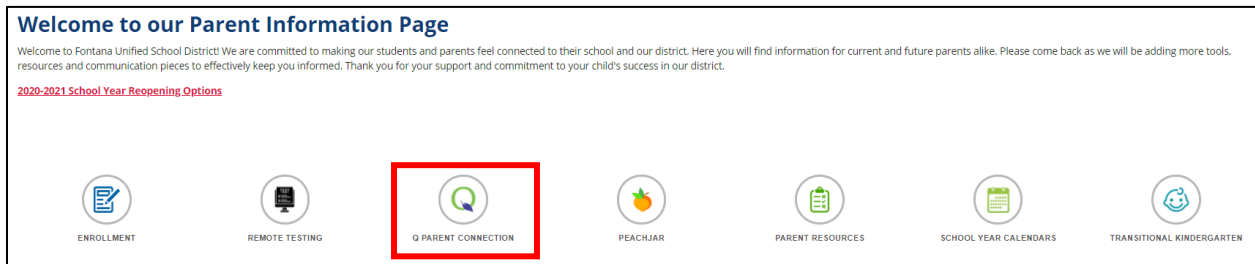 Welcome to our Parent Information Page
Welcome to Fontana Unified School District! We are committed to making our students and parents feel connected to their school and our district. Here you will find information for current and future parents alike. Please come back as we will be adding more tools,
resources and communication pieces to effectively keep you informed. Thank you for your support and commitment to your child's success in our district.
2020-2021 School Year Reopening Options
ENROLLMENT
REMOTE TESTING
Q PARENT CONNECTION
PEACHJAR
PARENT RESOURCES
SCHOOL YEAR CALENDARS
TRANSITIONAL KINDERGARTEN